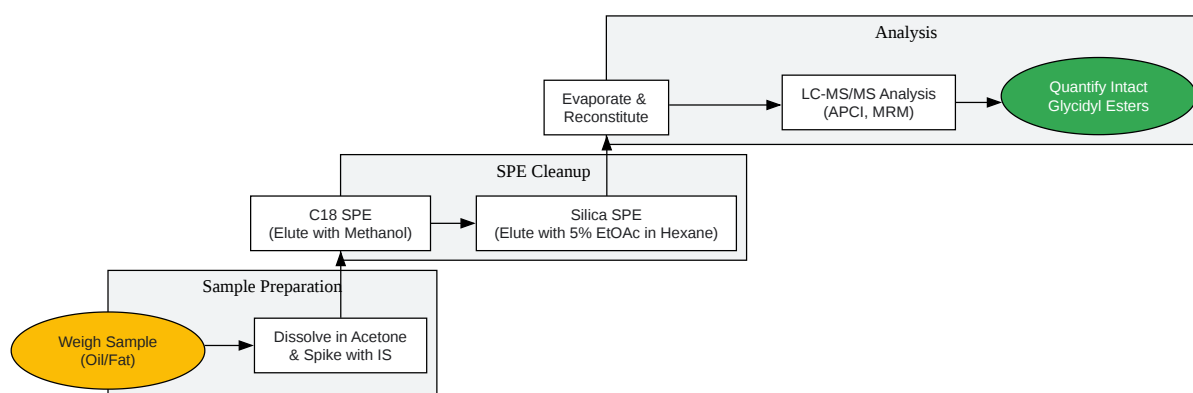 Analysis
Evaporate &
Reconstitute
LC-MS/MS Analysis
(APCI, MRM)
Quantify Intact
Glycidyl Esters
SPE Cleanup
C18 SPE
(Elute with Methanol)
Silica SPE
(Elute with 5% EtOAc in Hexane)
Sample Preparation
Weigh Sample
(Oil/Fat)
Dissolve in Acetone
& Spike with IS